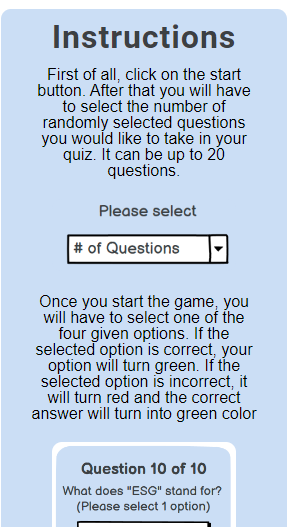 Instructions
First of all, click on the start
button. After that you will have
to select the number of
randomly selected questions
you would like to take in your
quiz. It can be up to 20
questions.
Please select
# of Questions
Once you start the game, you
will have to select one of the
four given options. If the
selected option is correct, your
option will turn green. If the
selected option is incorrect, it
will turn red and the correct
answer will turn into green color
Question 10 of 10
What does "ESG" stand for?
(Please select 1 option)